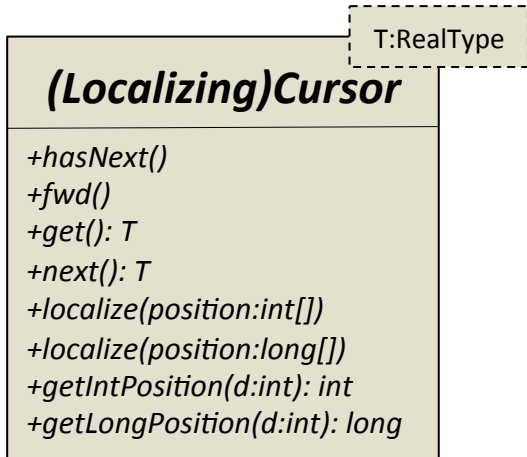 T:RealType
(Localizing)Cursor
+hasNext()
+fwd()
+get(): T
+next(): T
+localize(position:int[])
+localize(position:long[])
+getIntPosition(d:int): int
+getLongPosition(d:int): long